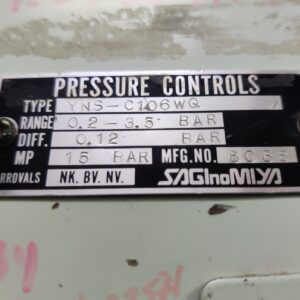 PRESSURE CONTROLS
TYPE YNS-C106WQ
RANGE 0.2-3.5 BAR
DIFF. 0.12 BAR
MP 15 BAR MFG.NO.
RROVALS NK. BV. NV. SAGInoMIYA